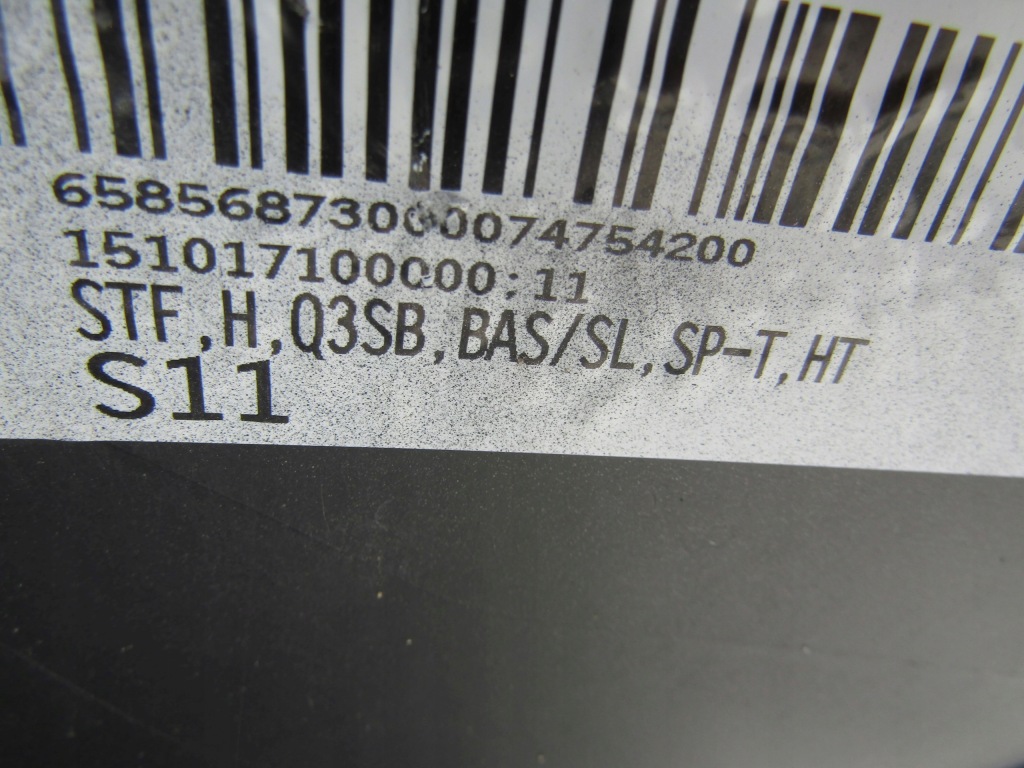 65856873000074754200
151017100000:11
STF,H,Q3SB,BAS/SL,SP-T,HT
S11